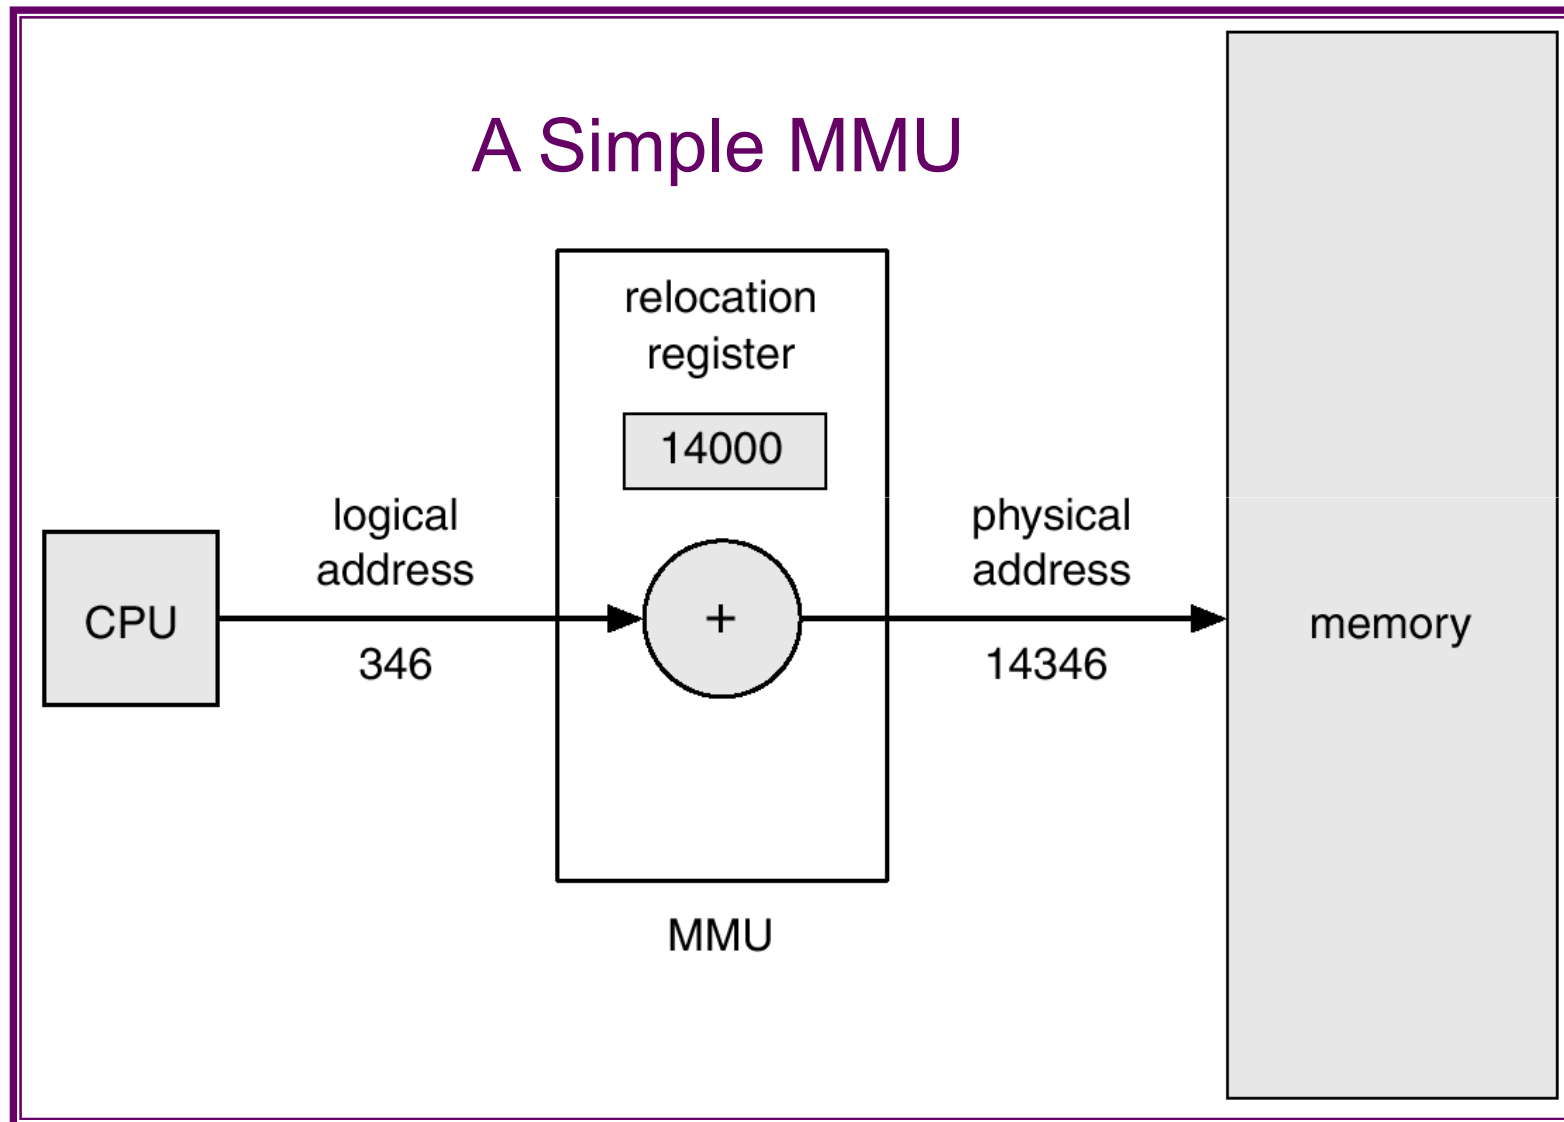 A Simple MMU
relocation
register
14000
logical
address
physical
address
CPU
+
memory
346
14346
MMU